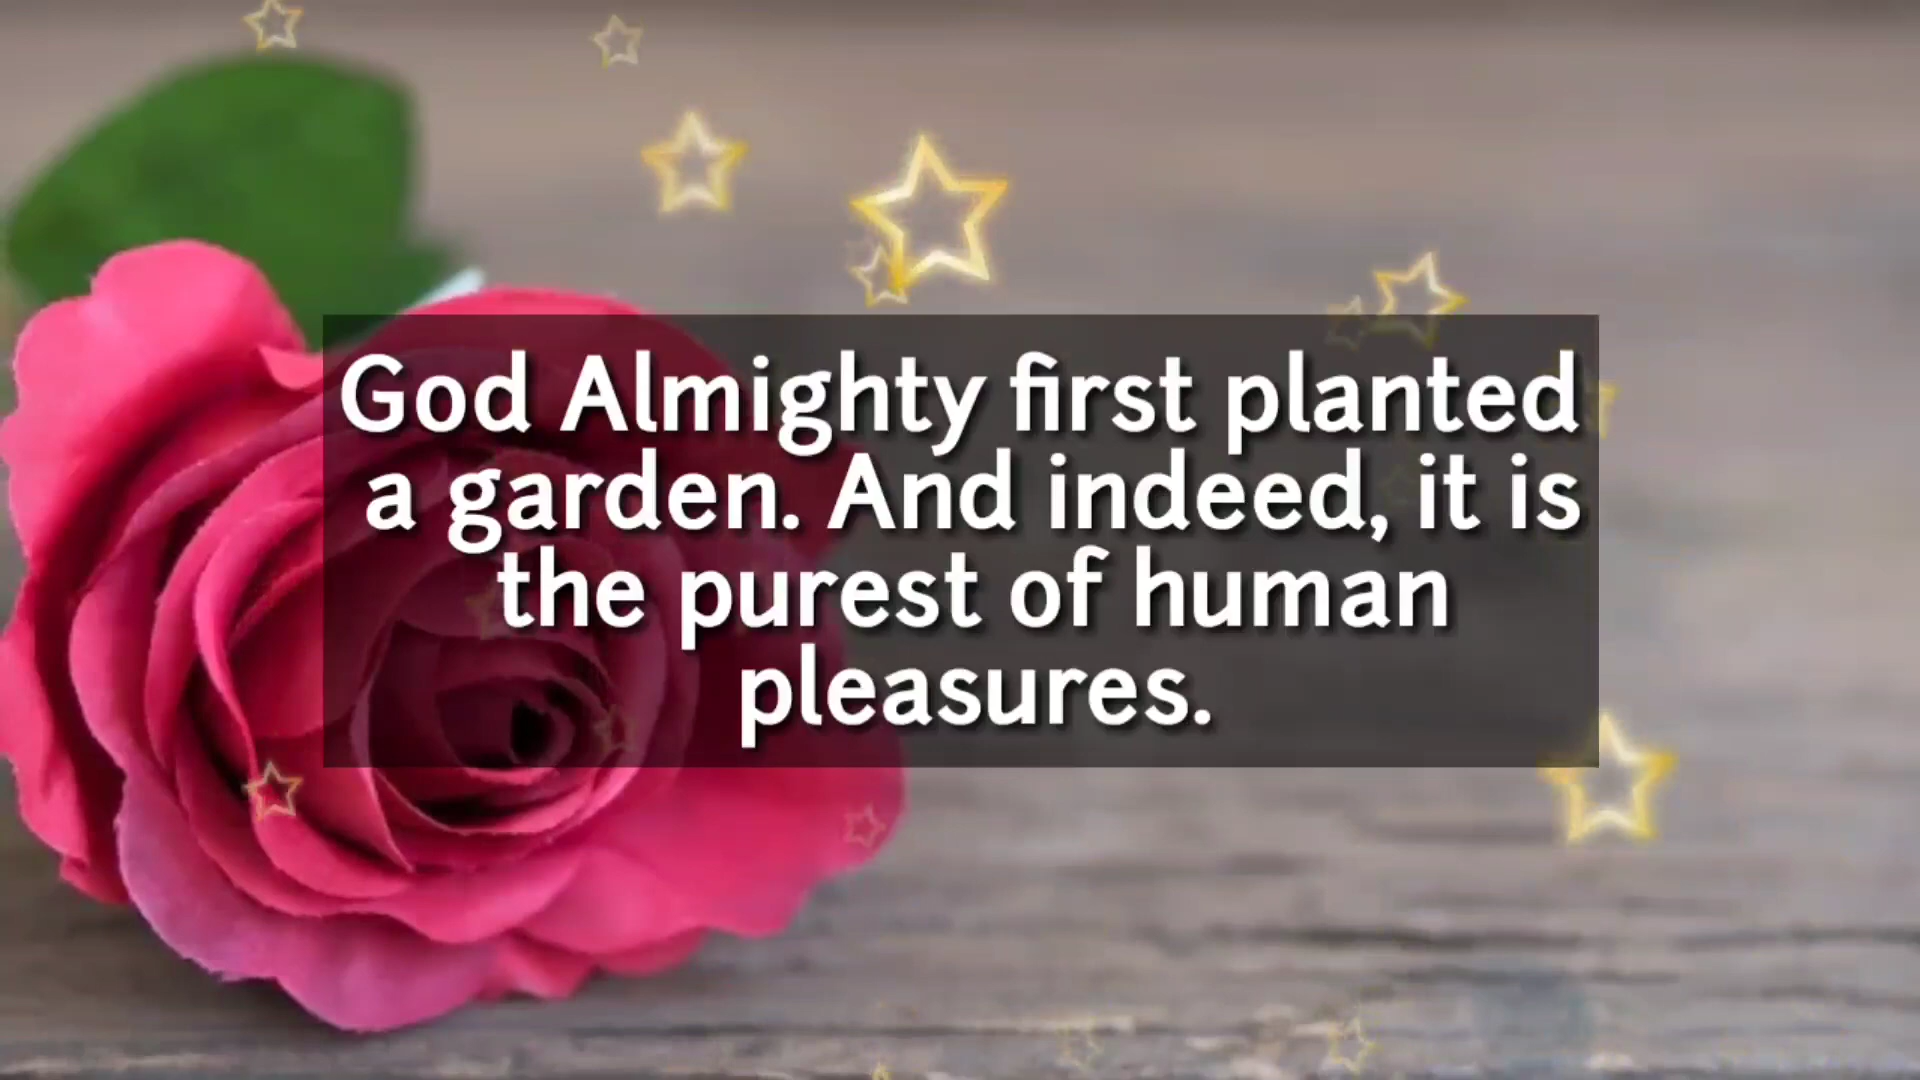 God Almighty first planted
a garden. And indeed, it is
the purest of human
pleasures.